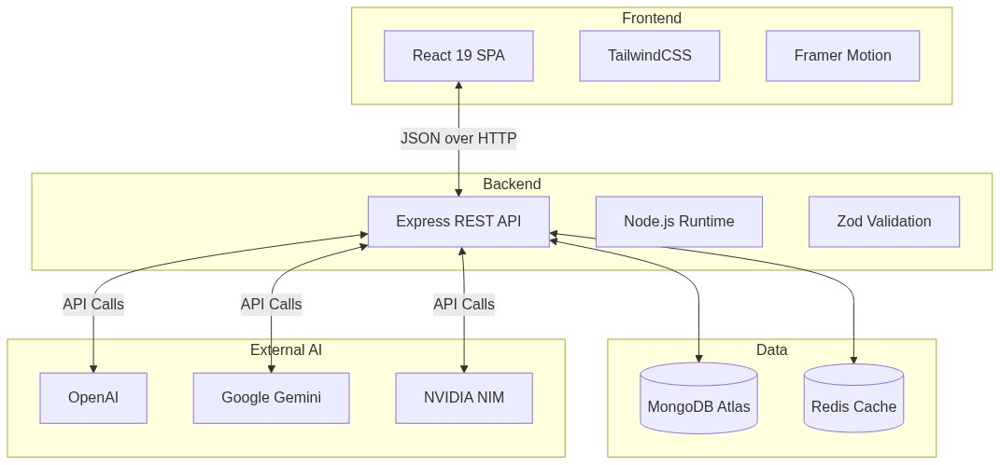 Frontend
React 19 SPA
TailwindCSS
Framer Motion
JSON over HTTP
Backend
Express REST API
Node.js Runtime
Zod Validation
API Calls
API Calls
API Calls
External AI
Data
OpenAI
Google Gemini
NVIDIA NIM
MongoDB Atlas
Redis Cache